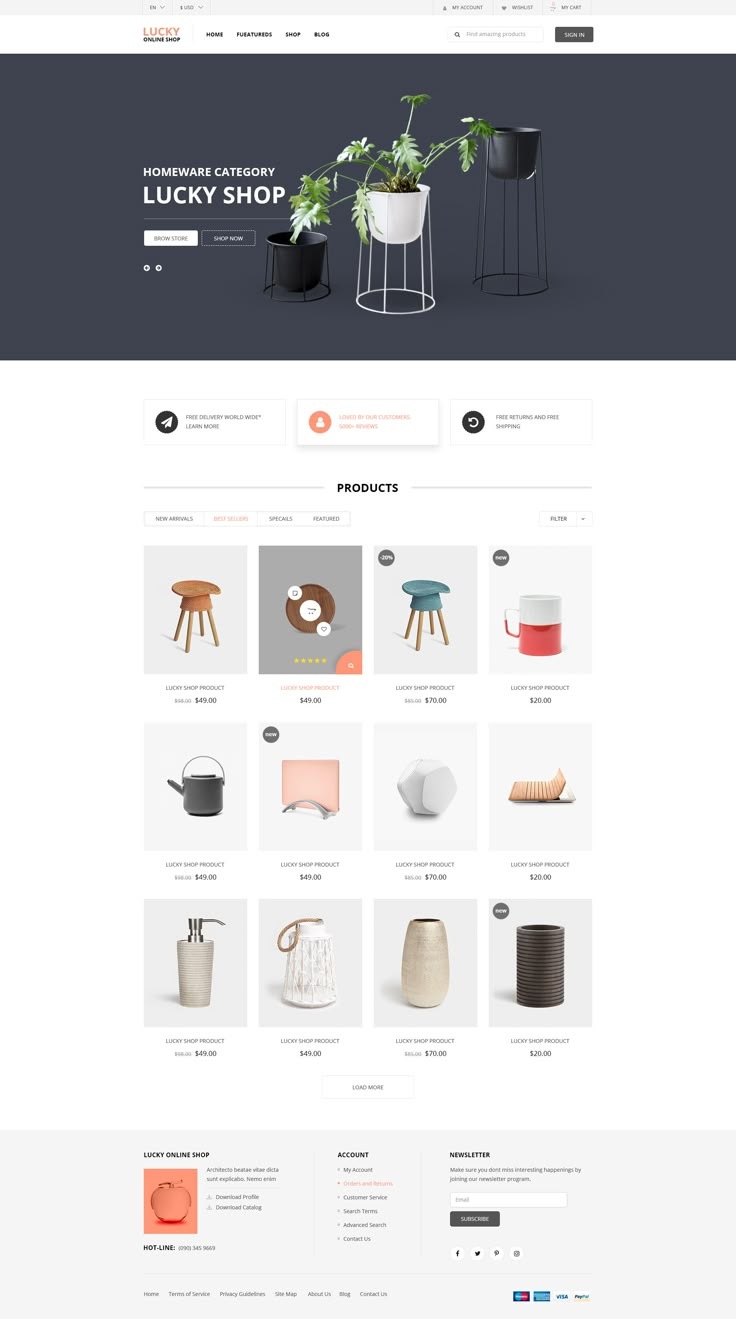 EN
$ USD
MY ACCOUNT
WISHLIST
MY CART
LUCKY
ONLINE SHOP
HOME
FUEATUREDS
SHOP
BLOG
Find amazing products
SIGN IN
HOMEWARE CATEGORY
LUCKY SHOP
BROW STORE
SHOP NOW
FREE DELIVERY WORLD WIDE*
LEARN MORE
LOVED BY OUR CUSTOMERS,
5000+ REVIEWS
FREE RETURNS AND FREE
SHIPPING
PRODUCTS
NEW ARRIVALS
BEST SELLERS
SPECAILS
FEATURED
FILTER
-20%
new
LUCKY SHOP PRODUCT
$98.00 $49.00
LUCKY SHOP PRODUCT
$49.00
LUCKY SHOP PRODUCT
$85.00 $70.00
LUCKY SHOP PRODUCT
$20.00
new
LUCKY SHOP PRODUCT
$98.00 $49.00
LUCKY SHOP PRODUCT
$49.00
LUCKY SHOP PRODUCT
$85.00 $70.00
LUCKY SHOP PRODUCT
$20.00
new
LUCKY SHOP PRODUCT
$98.00 $49.00
LUCKY SHOP PRODUCT
$49.00
LUCKY SHOP PRODUCT
$85.00 $70.00
LUCKY SHOP PRODUCT
$20.00
LOAD MORE
LUCKY ONLINE SHOP
Architecto beatae vitae dicta
sunt explicabo. Nemo enim
Download Profile
Download Catalog
HOT-LINE: (090) 345 9669
ACCOUNT
My Account
Orders and Returns
Customer Service
Search Terms
Advanced Search
Contact Us
NEWSLETTER
Make sure you dont miss interesting happenings by
joining our newsletter program.
Email
SUBSCRIBE
Home
Terms of Service
Privacy Guidelines
Site Map
About Us
Blog
Contact Us
VISA
PayPal